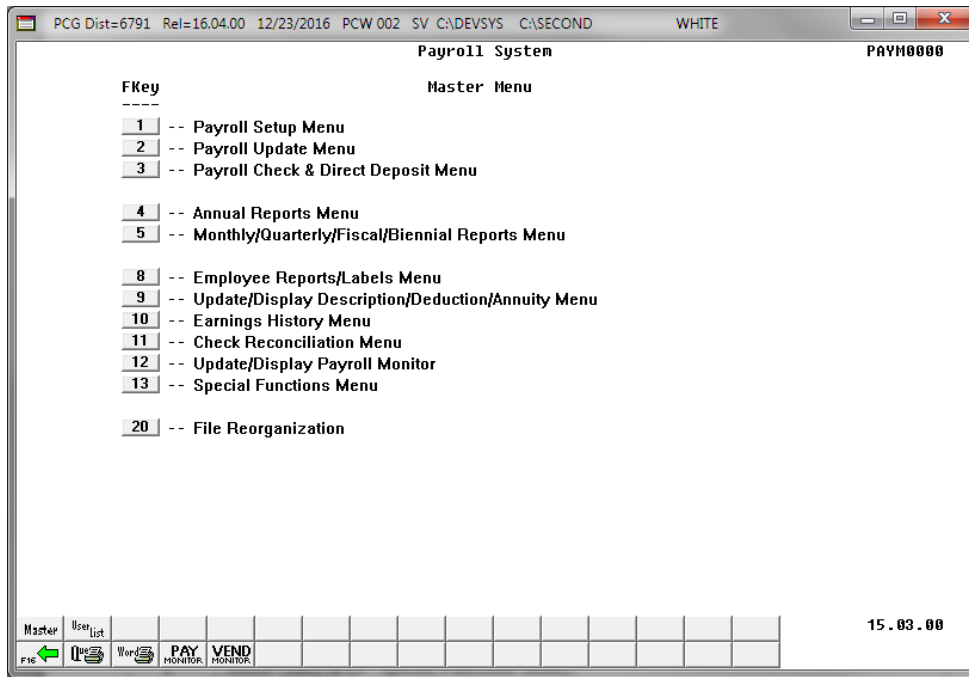 PCG Dist=6791 Rel=16.04.00 12/23/2016 PCW 002 SV C:\DEVSYS C:\SECOND WHITE
Payroll System PAYM0000
FKey Master Menu
----
1 -- Payroll Setup Menu
2 -- Payroll Update Menu
3 -- Payroll Check & Direct Deposit Menu
4 -- Annual Reports Menu
5 -- Monthly/Quarterly/Fiscal/Biennial Reports Menu
8 -- Employee Reports/Labels Menu
9 -- Update/Display Description/Deduction/Annuity Menu
10 -- Earnings History Menu
11 -- Check Reconciliation Menu
12 -- Update/Display Payroll Monitor
13 -- Special Functions Menu
20 -- File Reorganization
Master User List 15.03.00
F16 Que Word PAY MONITOR VEND MONITOR